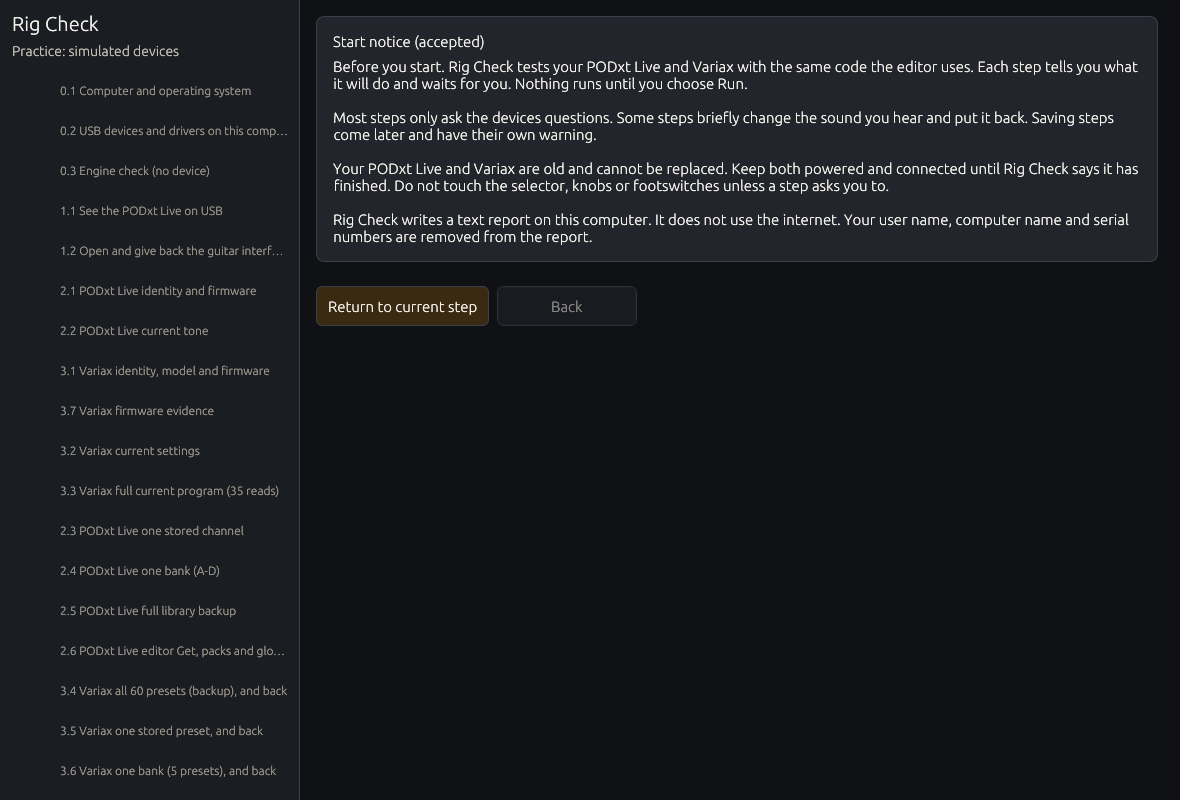 Rig Check
Practice: simulated devices
0.1 Computer and operating system
0.2 USB devices and drivers on this comp…
0.3 Engine check (no device)
1.1 See the PODxt Live on USB
1.2 Open and give back the guitar interf…
2.1 PODxt Live identity and firmware
2.2 PODxt Live current tone
3.1 Variax identity, model and firmware
3.7 Variax firmware evidence
3.2 Variax current settings
3.3 Variax full current program (35 reads)
2.3 PODxt Live one stored channel
2.4 PODxt Live one bank (A-D)
2.5 PODxt Live full library backup
2.6 PODxt Live editor Get, packs and glo…
3.4 Variax all 60 presets (backup), and back
3.5 Variax one stored preset, and back
3.6 Variax one bank (5 presets), and back
Start notice (accepted)
Before you start. Rig Check tests your PODxt Live and Variax with the same code the editor uses. Each step tells you what
it will do and waits for you. Nothing runs until you choose Run.
Most steps only ask the devices questions. Some steps briefly change the sound you hear and put it back. Saving steps
come later and have their own warning.
Your PODxt Live and Variax are old and cannot be replaced. Keep both powered and connected until Rig Check says it has
finished. Do not touch the selector, knobs or footswitches unless a step asks you to.
Rig Check writes a text report on this computer. It does not use the internet. Your user name, computer name and serial
numbers are removed from the report.
Return to current step
Back